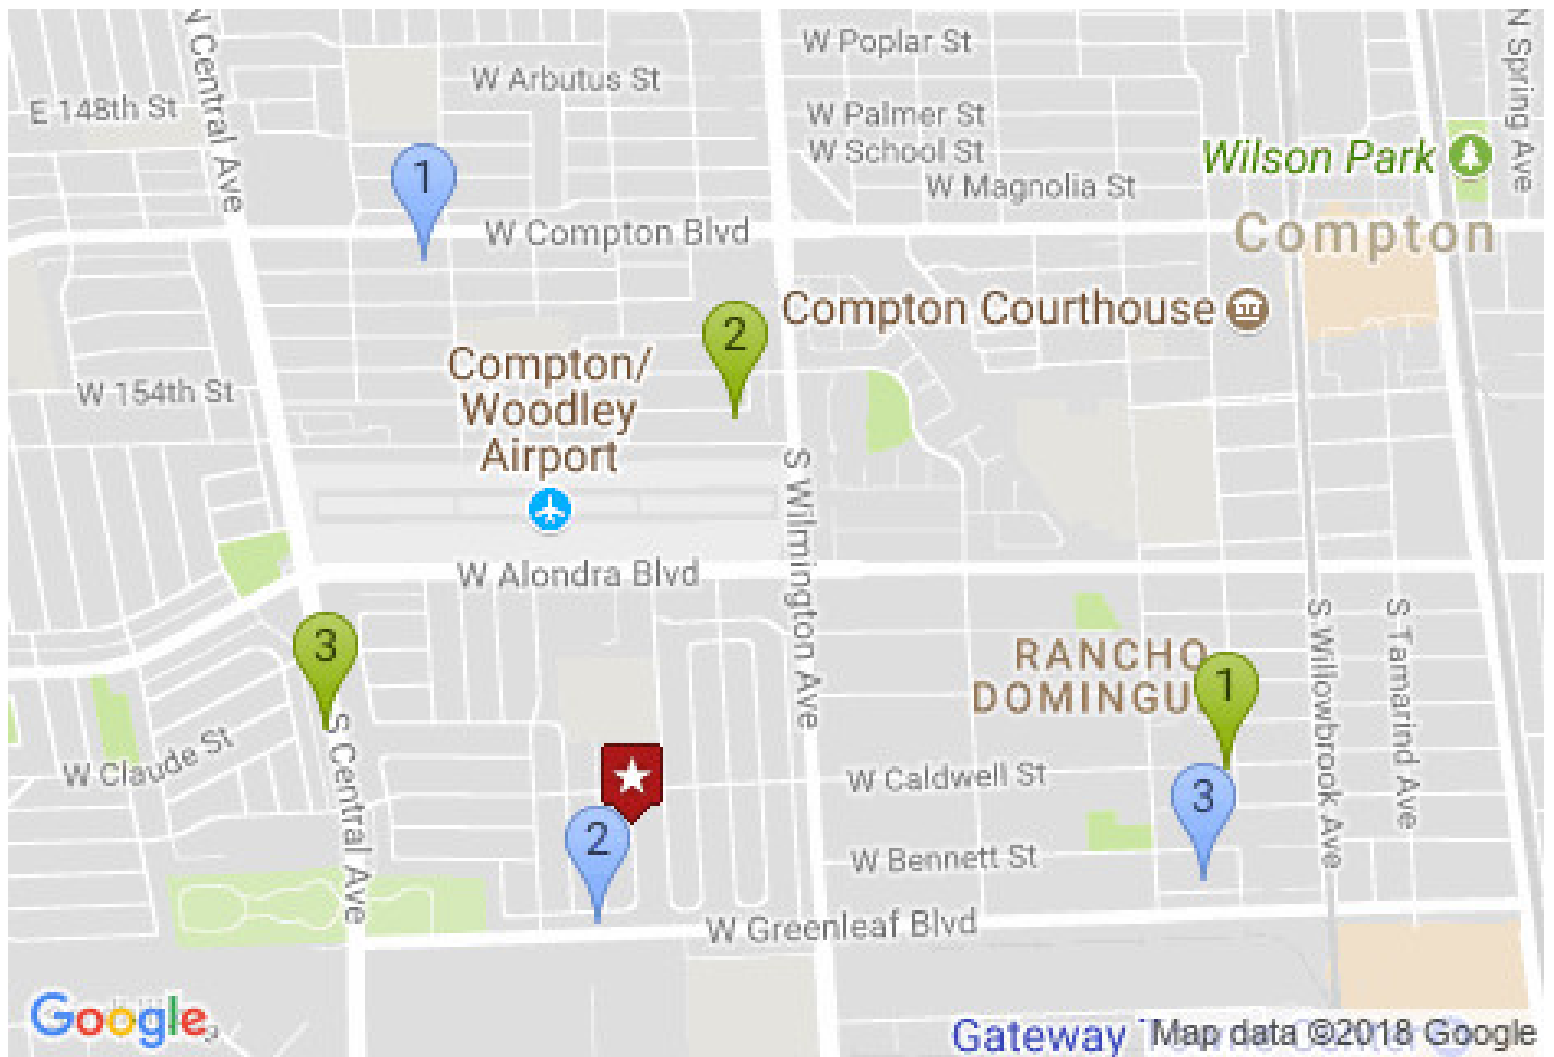 N Central Ave
W Poplar St
N Spring Ave
W Arbutus St
E 148th St
W Palmer St
W School St
Wilson Park
1
W Magnolia St
W Compton Blvd
Compton
Compton Courthouse
2
Compton/
Woodley
Airport
W 154th St
S Wilmington Ave
W Alondra Blvd
3
S Willowbrook Ave
S Tamarind Ave
RANCHO
DOMINGU
1
S Central Ave
W Claude St
W Caldwell St
3
2
W Bennett St
W Greenleaf Blvd
Google
Gateway
Map data ©2018 Google